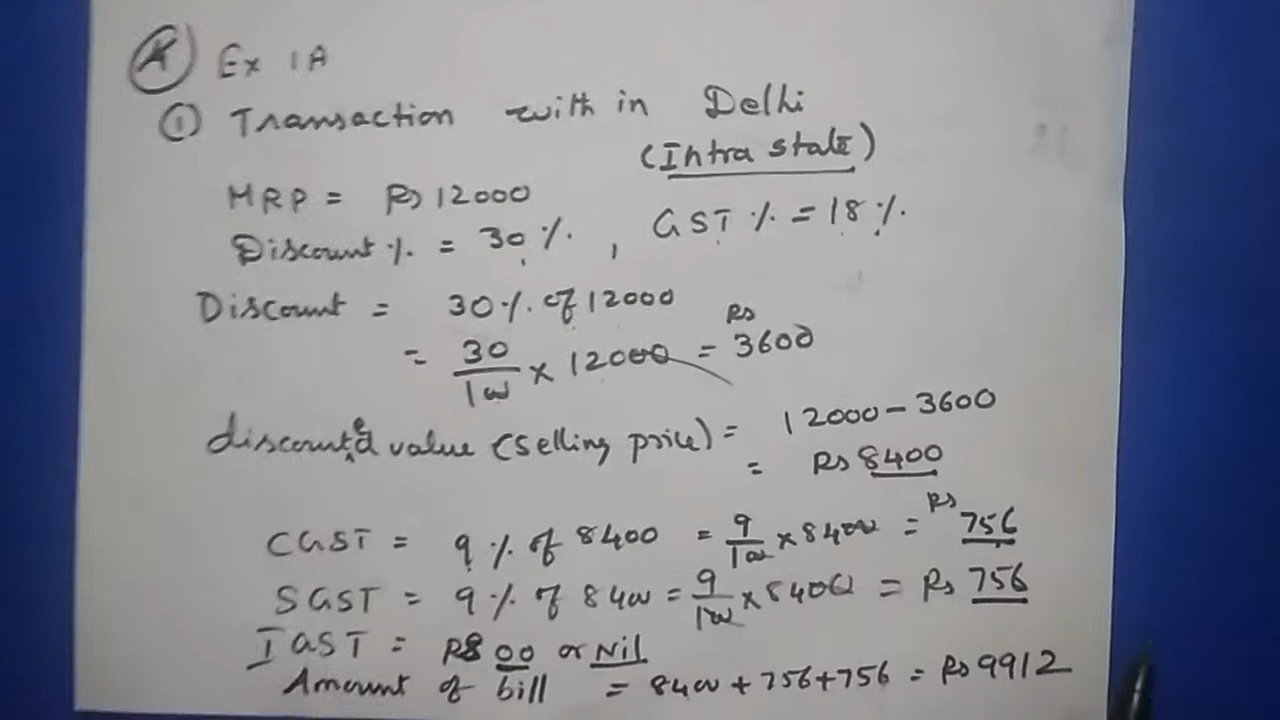 A Ex 1A
① Transaction with in Delhi
(Intra state)
MRP = Rs 12000
Discount % = 30 %. , GST % = 18 %.
Discount = 30 %. of 12000
= 30/100 × 12000 = Rs 3600
discounted value (selling price) = 12000 - 3600
= Rs 8400
CGST = 9 %. of 8400 = 9/100 × 8400 = Rs 756
SGST = 9 %. of 8400 = 9/100 × 8400 = Rs 756
IGST = Rs 00 or Nil
Amount of bill = 8400 + 756 + 756 = Rs 9912